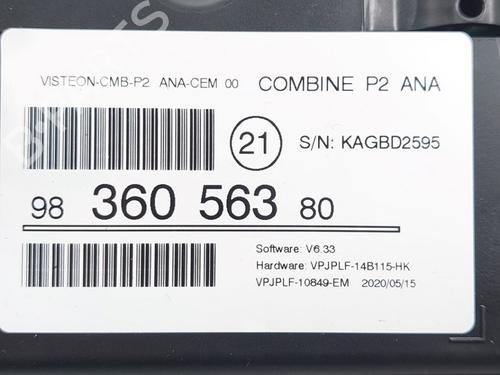 VISTEON-CMB-P2 ANA-CEM 00 COMBINE P2 ANA
21 S/N: KAGBD2595
98 360 563 80
Software: V6.33
Hardware: VPJPLF-14B115-HK
VPJPLF-10849-EM 2020/05/15